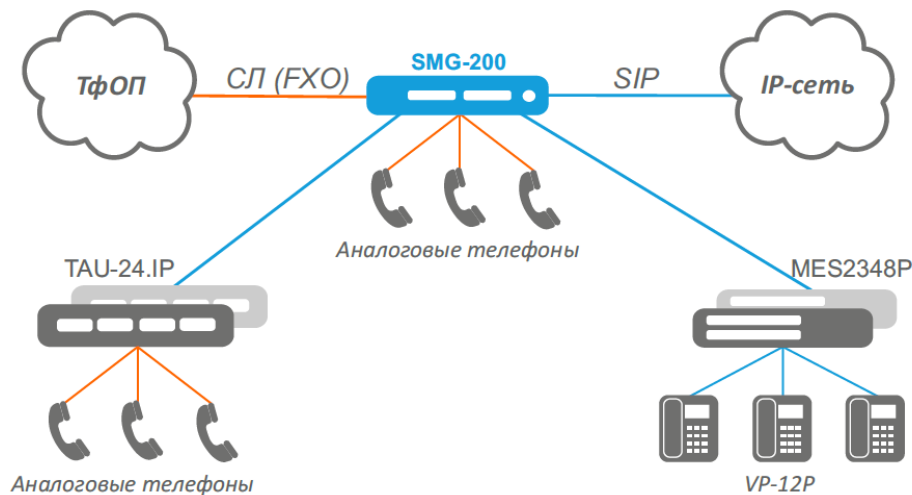 SMG-200
ТфОП
СЛ (FXO)
SIP
IP-сеть
Аналоговые телефоны
TAU-24.IP
MES2348P
Аналоговые телефоны
VP-12P